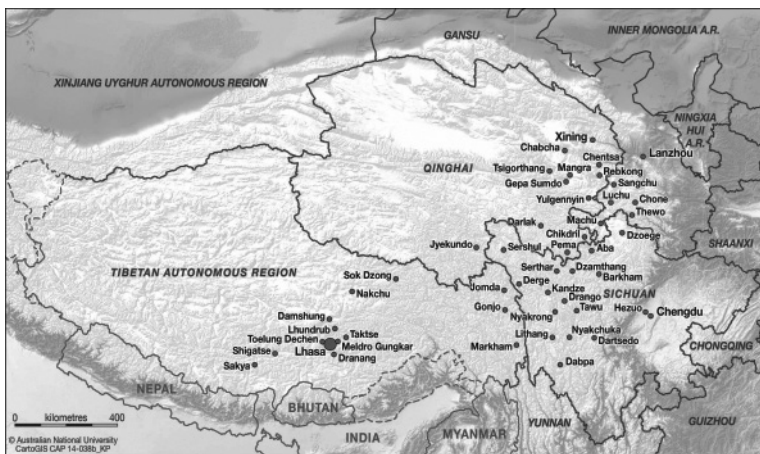 GANSU
INNER MONGOLIA A.R.
XINJIANG UYGHUR AUTONOMOUS REGION
NINGXIA
HUI
A.R.
Xining
Chabcha
Lanzhou
Chentsa
Tsigorthang
Mangra
Rebkong
QINGHAI
Gepa Sumdo
Sangchu
Yulgennyin
Luchu
Chone
Thewo
Darlak
Machu
Chikdril
Dzoege
SHAANXI
Jyekundo
Sershul
Pema
Aba
TIBETAN AUTONOMOUS REGION
Sok Dzong
Serthar
Dzamthang
Barkham
Derge
Nakchu
Jomda
Kandze
SICHUAN
Drango
Gonjo
Tawu
Hezuo
Chengdu
Damshung
Nyakrong
Lhundrub
Toelung Dechen
Taktse
Lithang
Nyakchuka
Shigatse
Lhasa
Meldro Gungkar
Markham
Dartsedo
CHONGQING
Dranang
Sakya
Dabpa
NEPAL
BHUTAN
0 kilometres 400
YUNNAN
GUIZHOU
© Australian National University
CartoGIS CAP 14-038b_KP
INDIA
MYANMAR